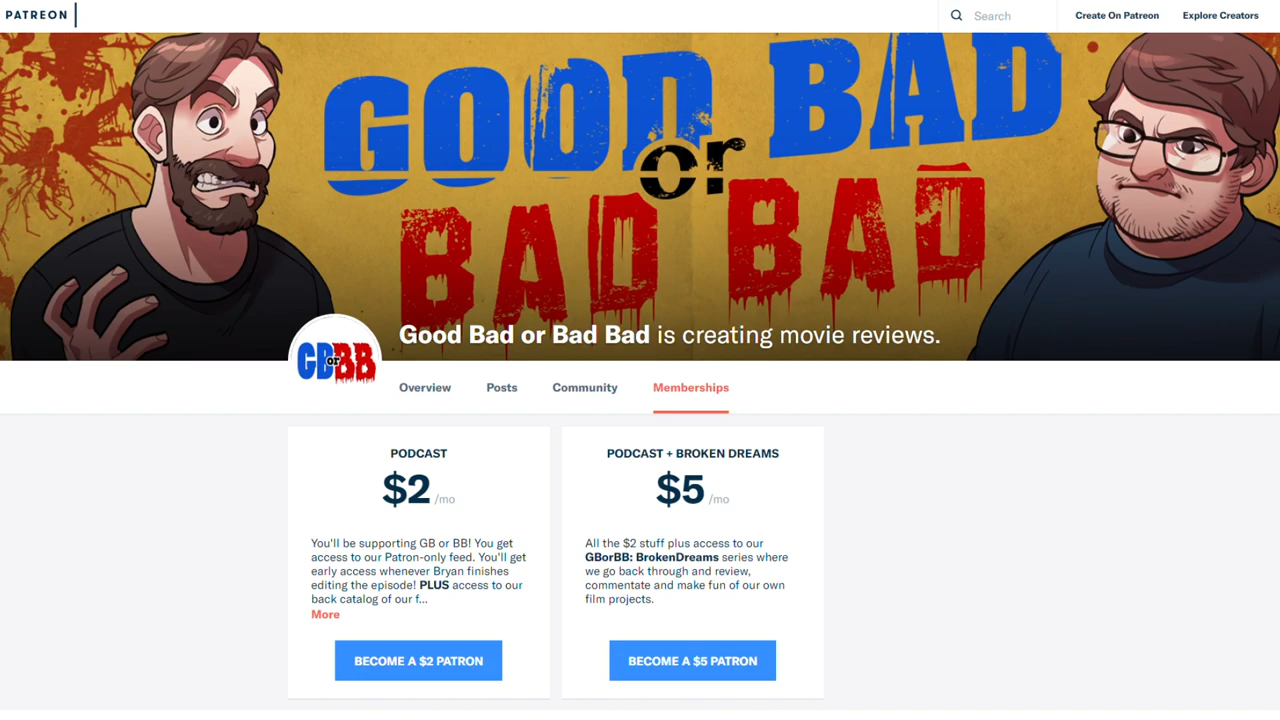 PATREON
Search
Create On Patreon
Explore Creators
GOOD BAD
or
BAD BAD
Good Bad or Bad Bad is creating movie reviews.
GB or BB
Overview
Posts
Community
Memberships
PODCAST
$2 /mo
You'll be supporting GB or BB! You get
access to our Patron-only feed. You'll get
early access whenever Bryan finishes
editing the episode! PLUS access to our
back catalog of our f...
More
BECOME A $2 PATRON
PODCAST + BROKEN DREAMS
$5 /mo
All the $2 stuff plus access to our
GBorBB: BrokenDreams series where
we go back through and review,
commentate and make fun of our own
film projects.
BECOME A $5 PATRON